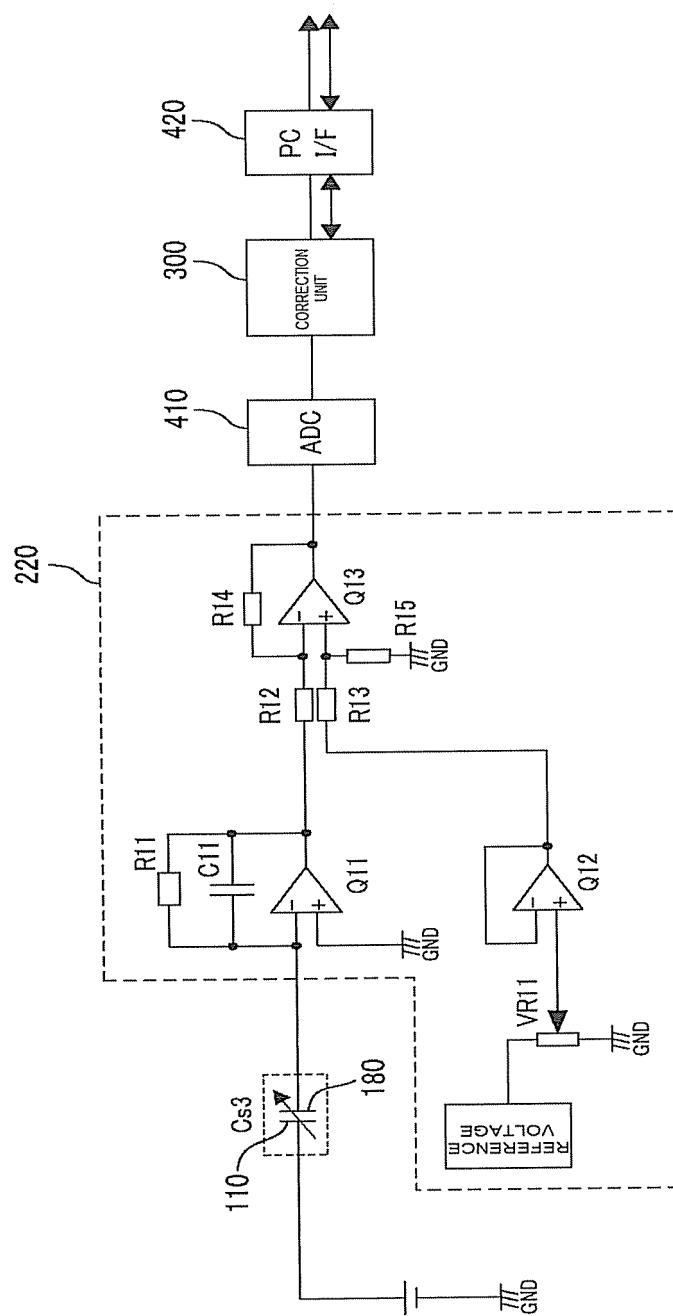 220
410
300
420
R14
R12
R13
Q13
R15
GND
ADC
CORRECTION
UNIT
PC
I/F
R11
C11
Q11
GND
Cs3
110
180
GND
REFERENCE
VOLTAGE
VR11
GND
Q12